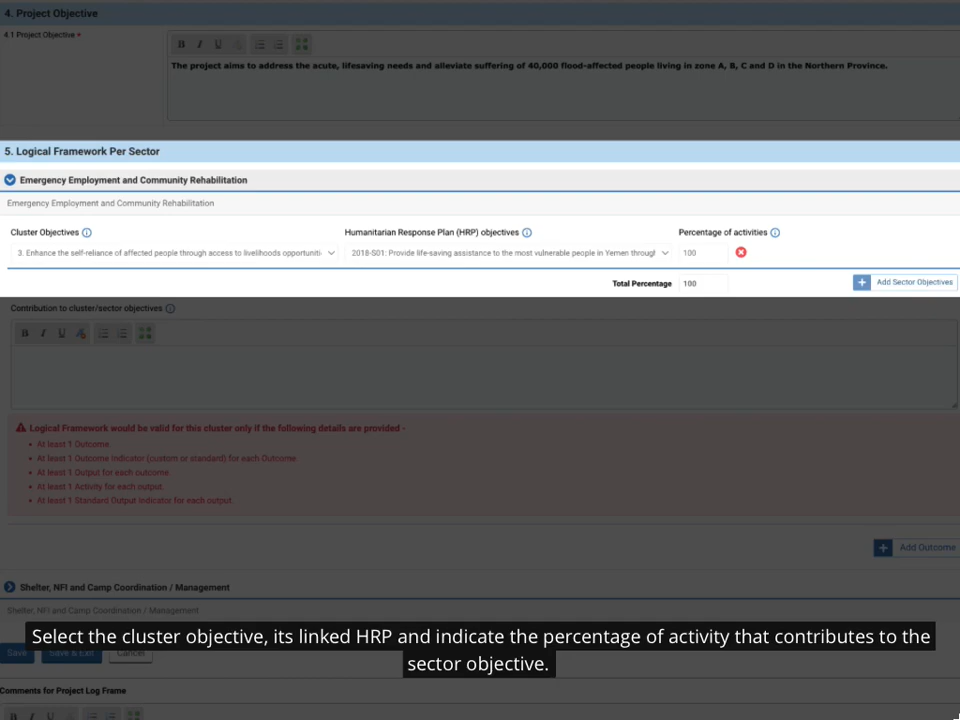 4. Project Objective
4.1 Project Objective *
B I U
The project aims to address the acute, lifesaving needs and alleviate suffering of 40,000 flood-affected people living in zone A, B, C and D in the Northern Province.
5. Logical Framework Per Sector
Emergency Employment and Community Rehabilitation
Emergency Employment and Community Rehabilitation
Cluster Objectives Humanitarian Response Plan (HRP) objectives Percentage of activities
3. Enhance the self-reliance of affected people through access to livelihoods opportuniti- 2018-S01: Provide life-saving assistance to the most vulnerable people in Yemen througl 100
Total Percentage 100 + Add Sector Objectives
Contribution to cluster/sector objectives
B I U
Logical Framework would be valid for this cluster only if the following details are provided -
• At least 1 Outcome.
• At least 1 Outcome Indicator (custom or standard) for each Outcome.
• At least 1 Output for each outcome
• At least 1 Activity for each output.
• At least 1 Standard Output Indicator for each output.
+ Add Outcome
Shelter, NFI and Camp Coordination / Management
Shelter, NFI and Camp Coordination / Management
Select the cluster objective, its linked HRP and indicate the percentage of activity that contributes to the
sector objective.
Save Save & Exit Cancel
Comments for Project Log Frame
B I U